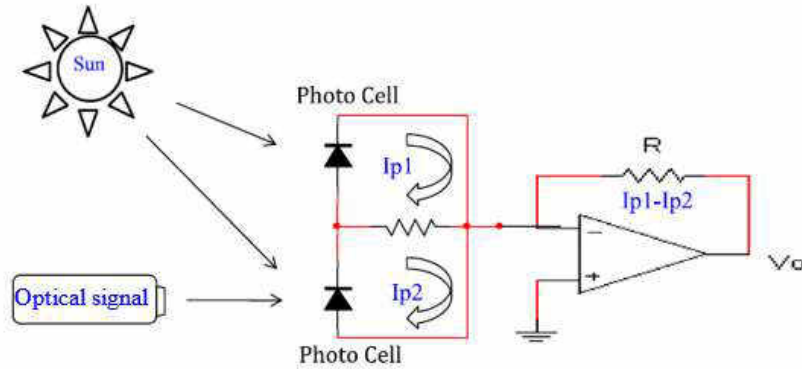 Sun
Photo Cell
Ip1
R
Ip1-Ip2
−
+
Vo
Optical signal
Ip2
Photo Cell